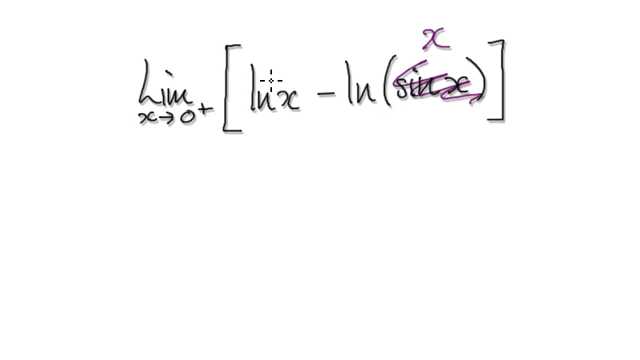 x
Lim x→0+ [ ln x − ln(sin x) ]